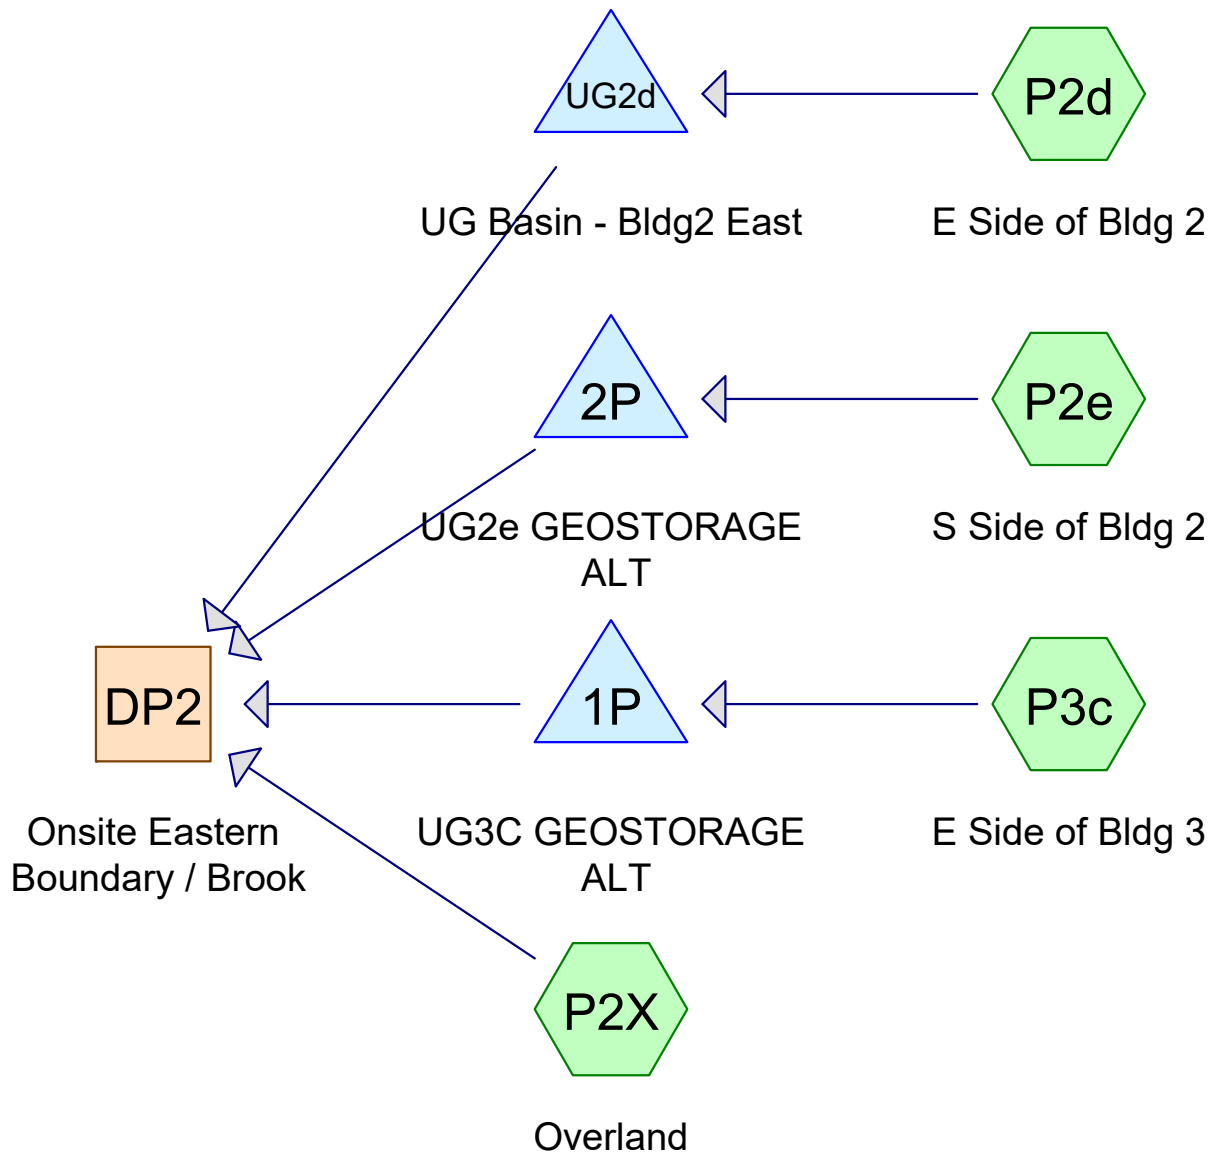 UG2d
P2d
UG Basin - Bldg2 East
E Side of Bldg 2
2P
P2e
UG2e GEOSTORAGE
ALT
S Side of Bldg 2
DP2
1P
P3c
Onsite Eastern
Boundary / Brook
UG3C GEOSTORAGE
ALT
E Side of Bldg 3
P2X
Overland